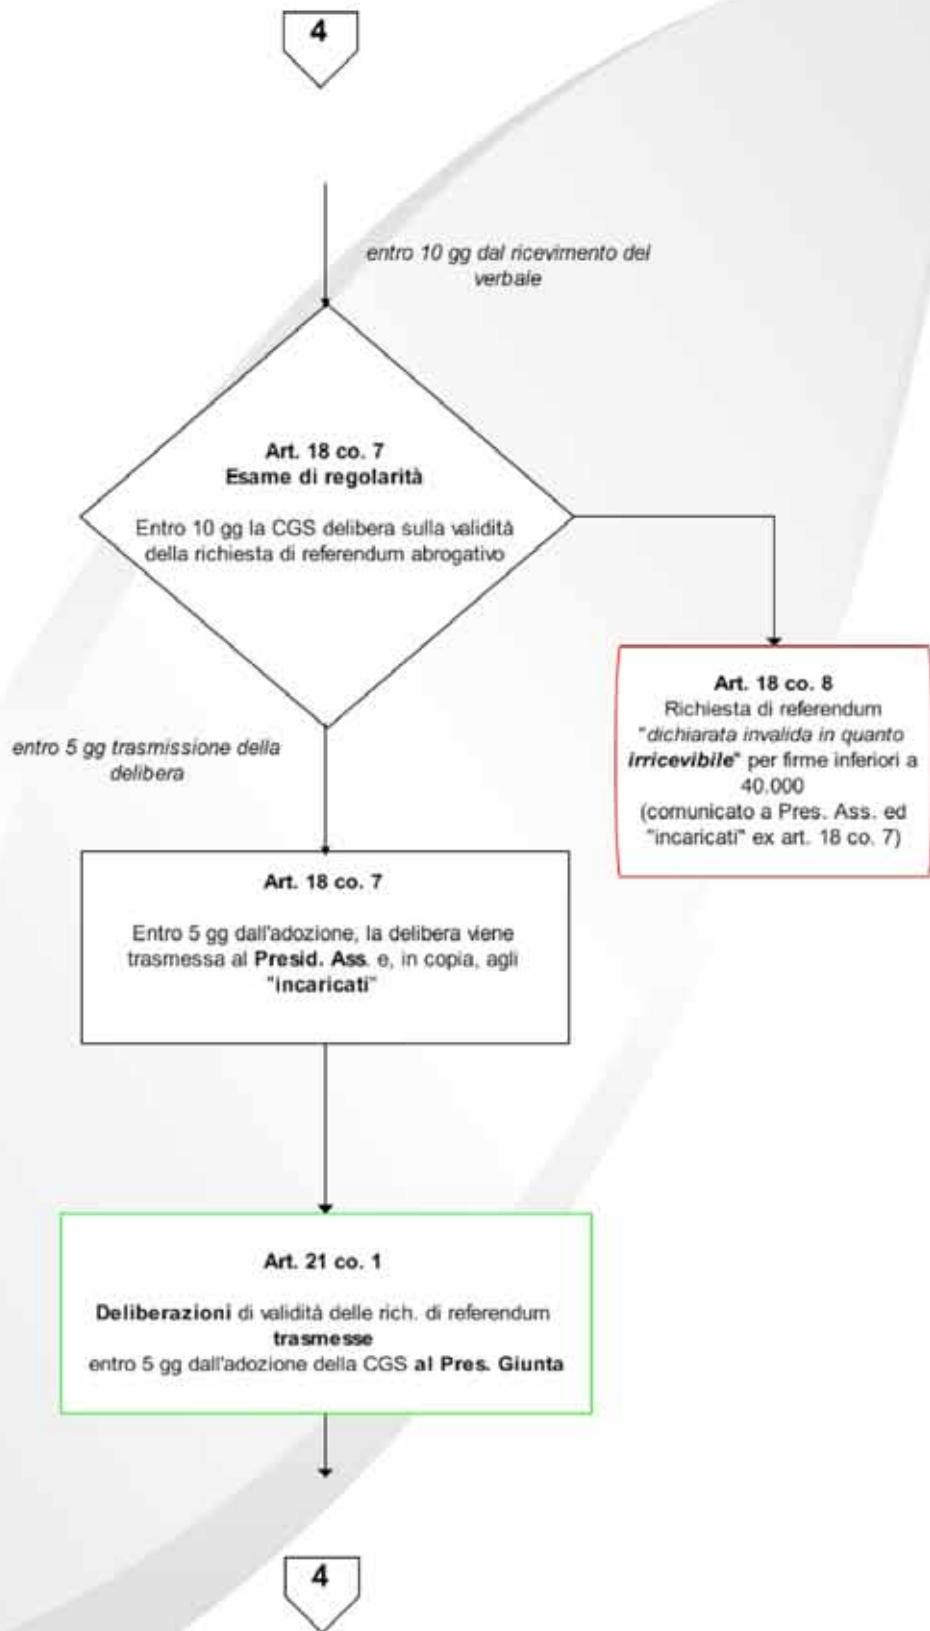 4
entro 10 gg dal ricevimento del
verbale
Art. 18 co. 7
Esame di regolarità
Entro 10 gg la CGS delibera sulla validità
della richiesta di referendum abrogativo
Art. 18 co. 8
Richiesta di referendum
"dichiarata invalida in quanto
irricevibile" per firme inferiori a
40.000
(comunicato a Pres. Ass. ed
"incaricati" ex art. 18 co. 7)
entro 5 gg trasmissione della
delibera
Art. 18 co. 7
Entro 5 gg dall'adozione, la delibera viene
trasmessa al Presid. Ass. e, in copia, agli
"incaricati"
Art. 21 co. 1
Deliberazioni di validità delle rich. di referendum
trasmesse
entro 5 gg dall'adozione della CGS al Pres. Giunta
4